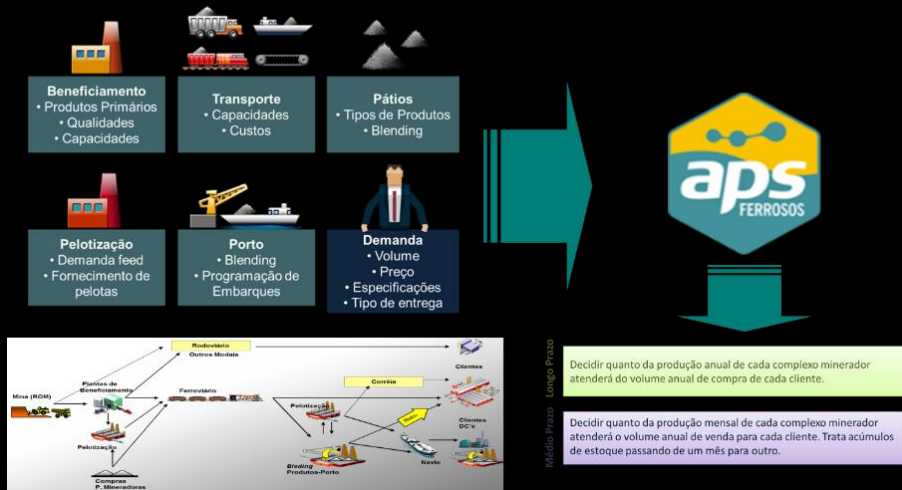 Beneficiamento
• Produtos Primários
• Qualidades
• Capacidades
Transporte
• Capacidades
• Custos
Pátios
• Tipos de Produtos
• Blending
Pelotização
• Demanda feed
• Fornecimento de
pelotas
Porto
• Blending
• Programação de
Embarques
Demanda
• Volume
• Preço
• Especificações
• Tipo de entrega
aps
FERROSOS
Rodoviário
Outros Modais
Clientes
Plantas de
Beneficiamento
Ferroviário
Corrêia
Mina (ROM)
Pelotização
Pelotização
Clientes
DC's
Navio
Bleding
Produtos-Porto
Compras
P. Mineradoras
Longo Prazo
Decidir quanto da produção anual de cada complexo minerador
atenderá do volume anual de compra de cada cliente.
Médio Prazo
Decidir quanto da produção mensal de cada complexo minerador
atenderá o volume anual de venda para cada cliente. Trata acúmulos
de estoque passando de um mês para outro.